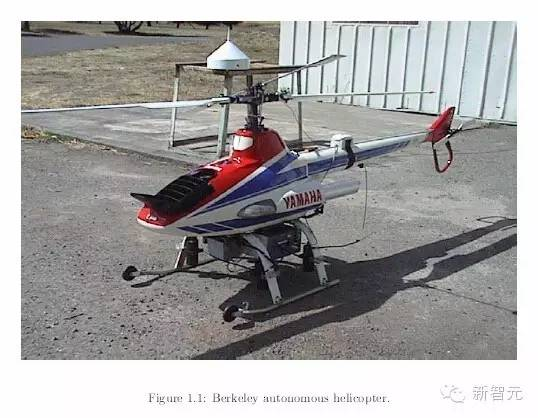 YAMAHA
Figure 1.1: Berkeley autonomous helicopter.
新智元